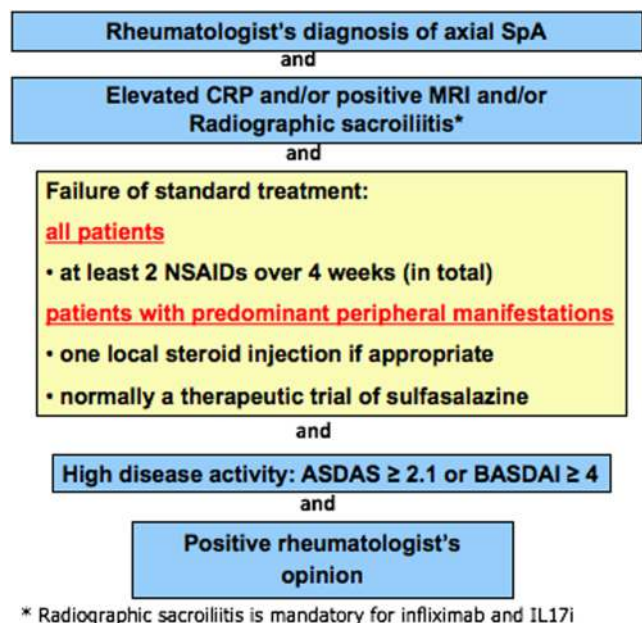 Rheumatologist's diagnosis of axial SpA
and
Elevated CRP and/or positive MRI and/or
Radiographic sacroiliitis*
and
Failure of standard treatment:
all patients
• at least 2 NSAIDs over 4 weeks (in total)
patients with predominant peripheral manifestations
• one local steroid injection if appropriate
• normally a therapeutic trial of sulfasalazine
and
High disease activity: ASDAS ≥ 2.1 or BASDAI ≥ 4
and
Positive rheumatologist's
opinion
* Radiographic sacroiliitis is mandatory for infliximab and IL17i